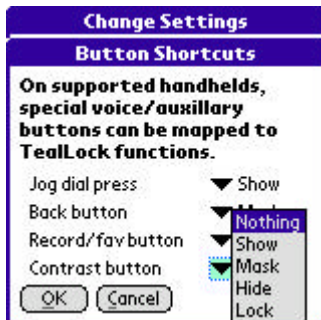 Change Settings
Button Shortcuts
On supported handhelds,
special voice/auxillary
buttons can be mapped to
TealLock functions.
Jog dial press Show
Back button
Record/fav button
Contrast button
Nothing
Show
Mask
Hide
Lock
OK Cancel